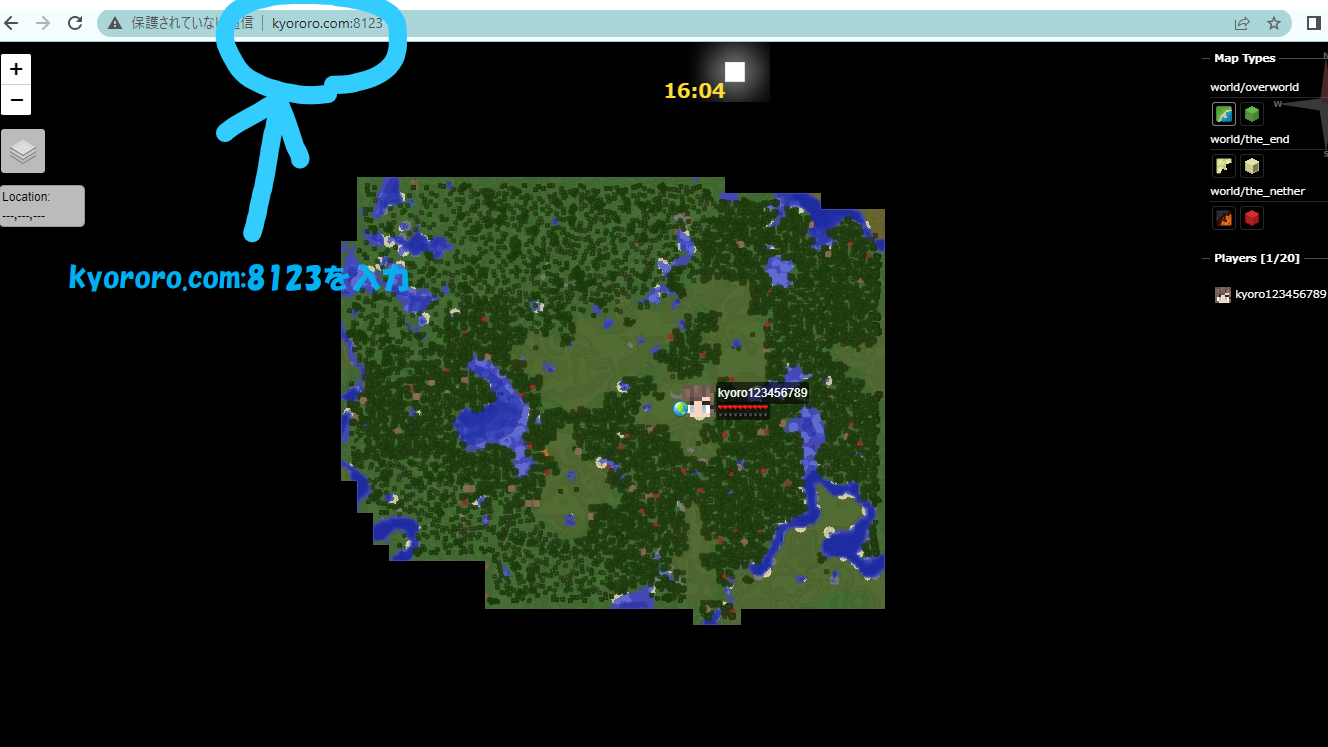 保護されていない通信 | kyororo.com:8123
+
−
Location:
---,---,---
16:04
Map Types
world/overworld
world/the_end
world/the_nether
N
W
S
Players [1/20]
kyoro123456789
kyororo.com:8123を入力
kyoro123456789